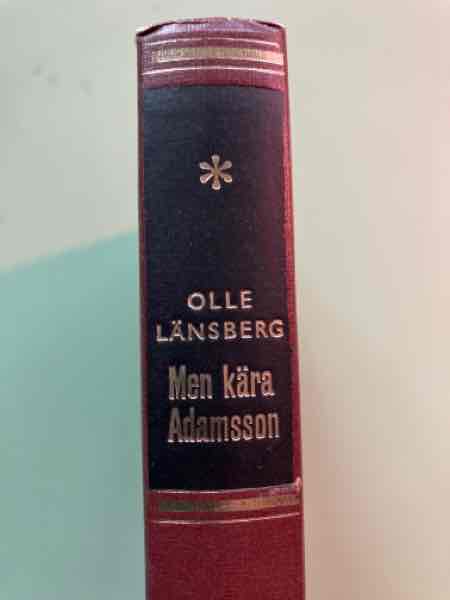 OLLE
LÄNSBERG
Men kära
Adamsson